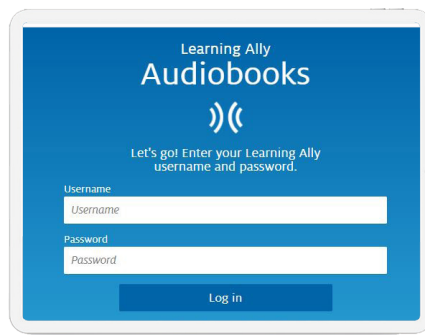 Learning Ally
Audiobooks
Let's go! Enter your Learning Ally
username and password.
Username
Username
Password
Password
Log in